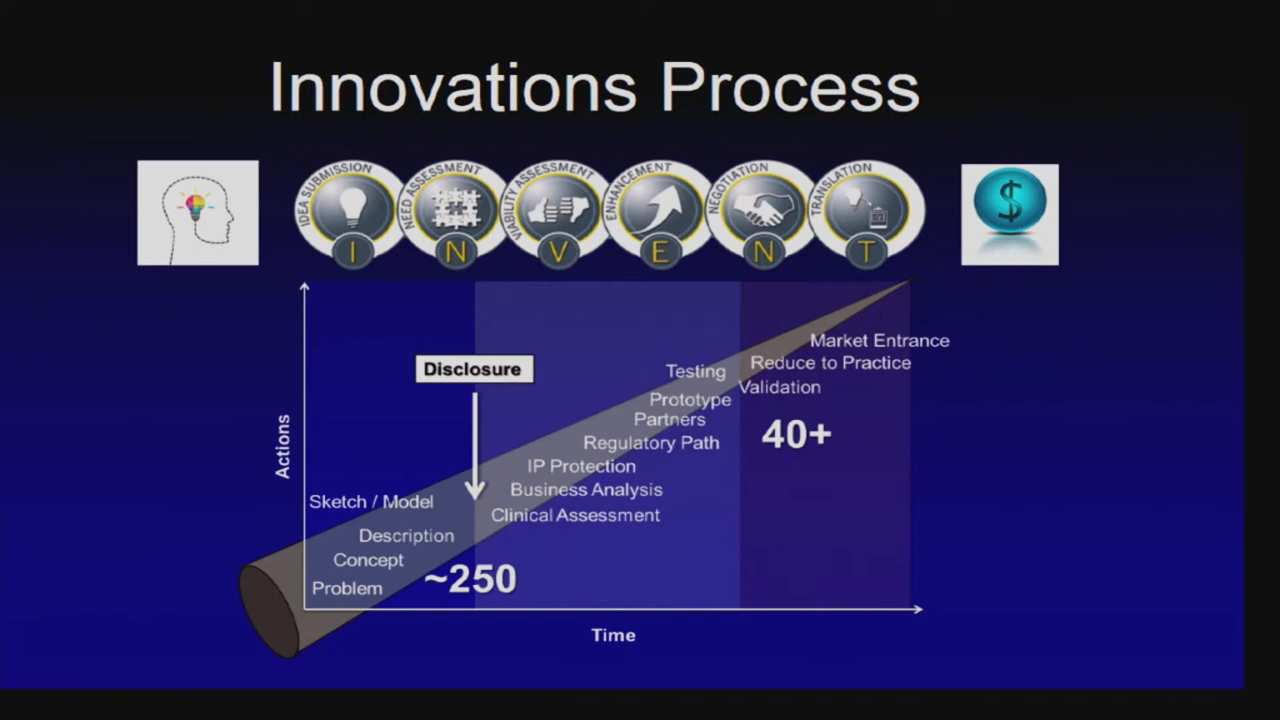 Innovations Process
IDEA SUBMISSION
NEED ASSESSMENT
VIABILITY ASSESSMENT
ENHANCEMENT
NEGOTIATION
TRANSLATION
I N V E N T
$
Market Entrance
Reduce to Practice
Validation
40+
Testing
Prototype
Partners
Regulatory Path
IP Protection
Business Analysis
Clinical Assessment
Disclosure
Sketch / Model
Description
Concept
Problem
~250
Actions
Time